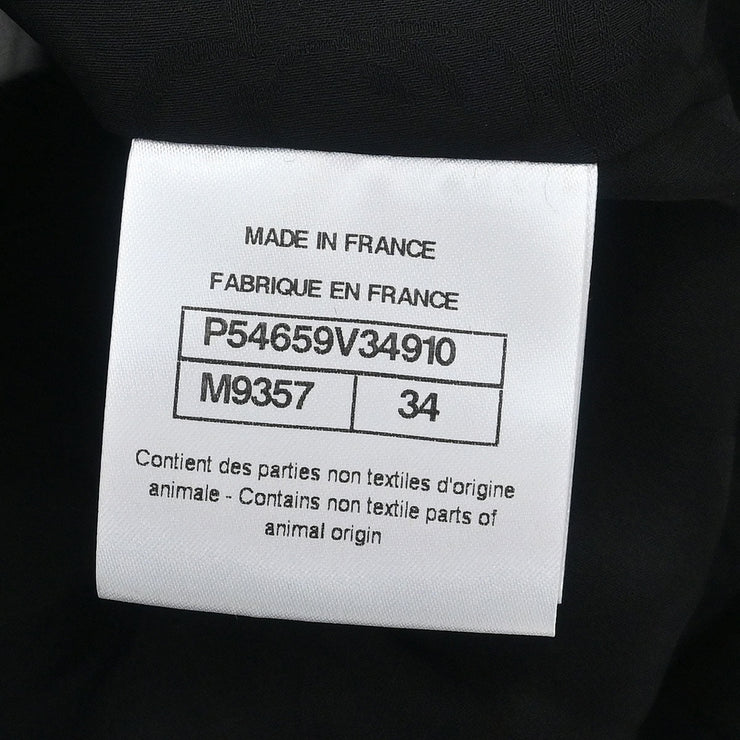 MADE IN FRANCE
FABRIQUE EN FRANCE
P54659V34910
M9357 34
Contient des parties non textiles d'origine
animale - Contains non textile parts of
animal origin